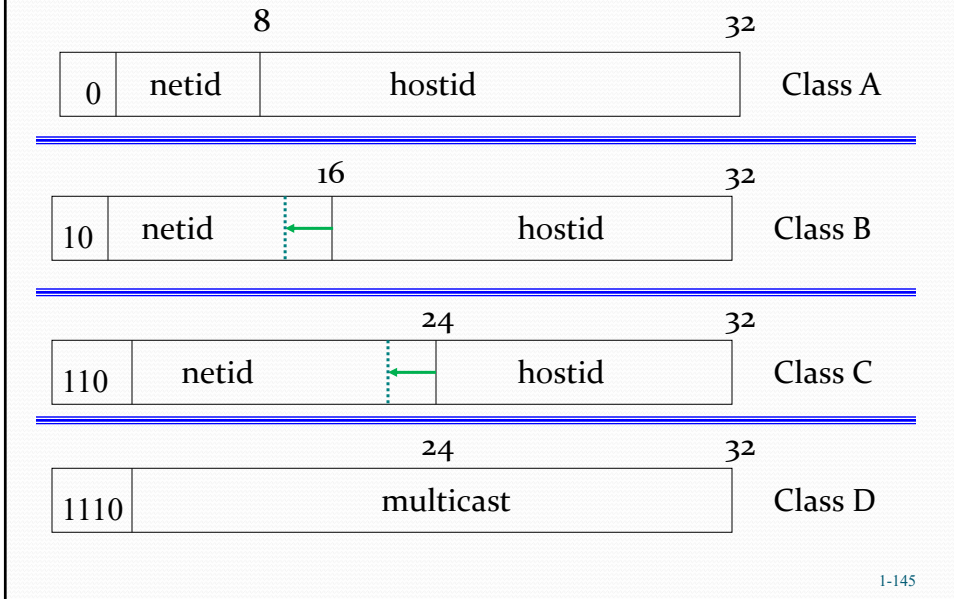 8 32
0 netid hostid Class A
16 32
10 netid hostid Class B
24 32
110 netid hostid Class C
24 32
1110 multicast Class D
1-145